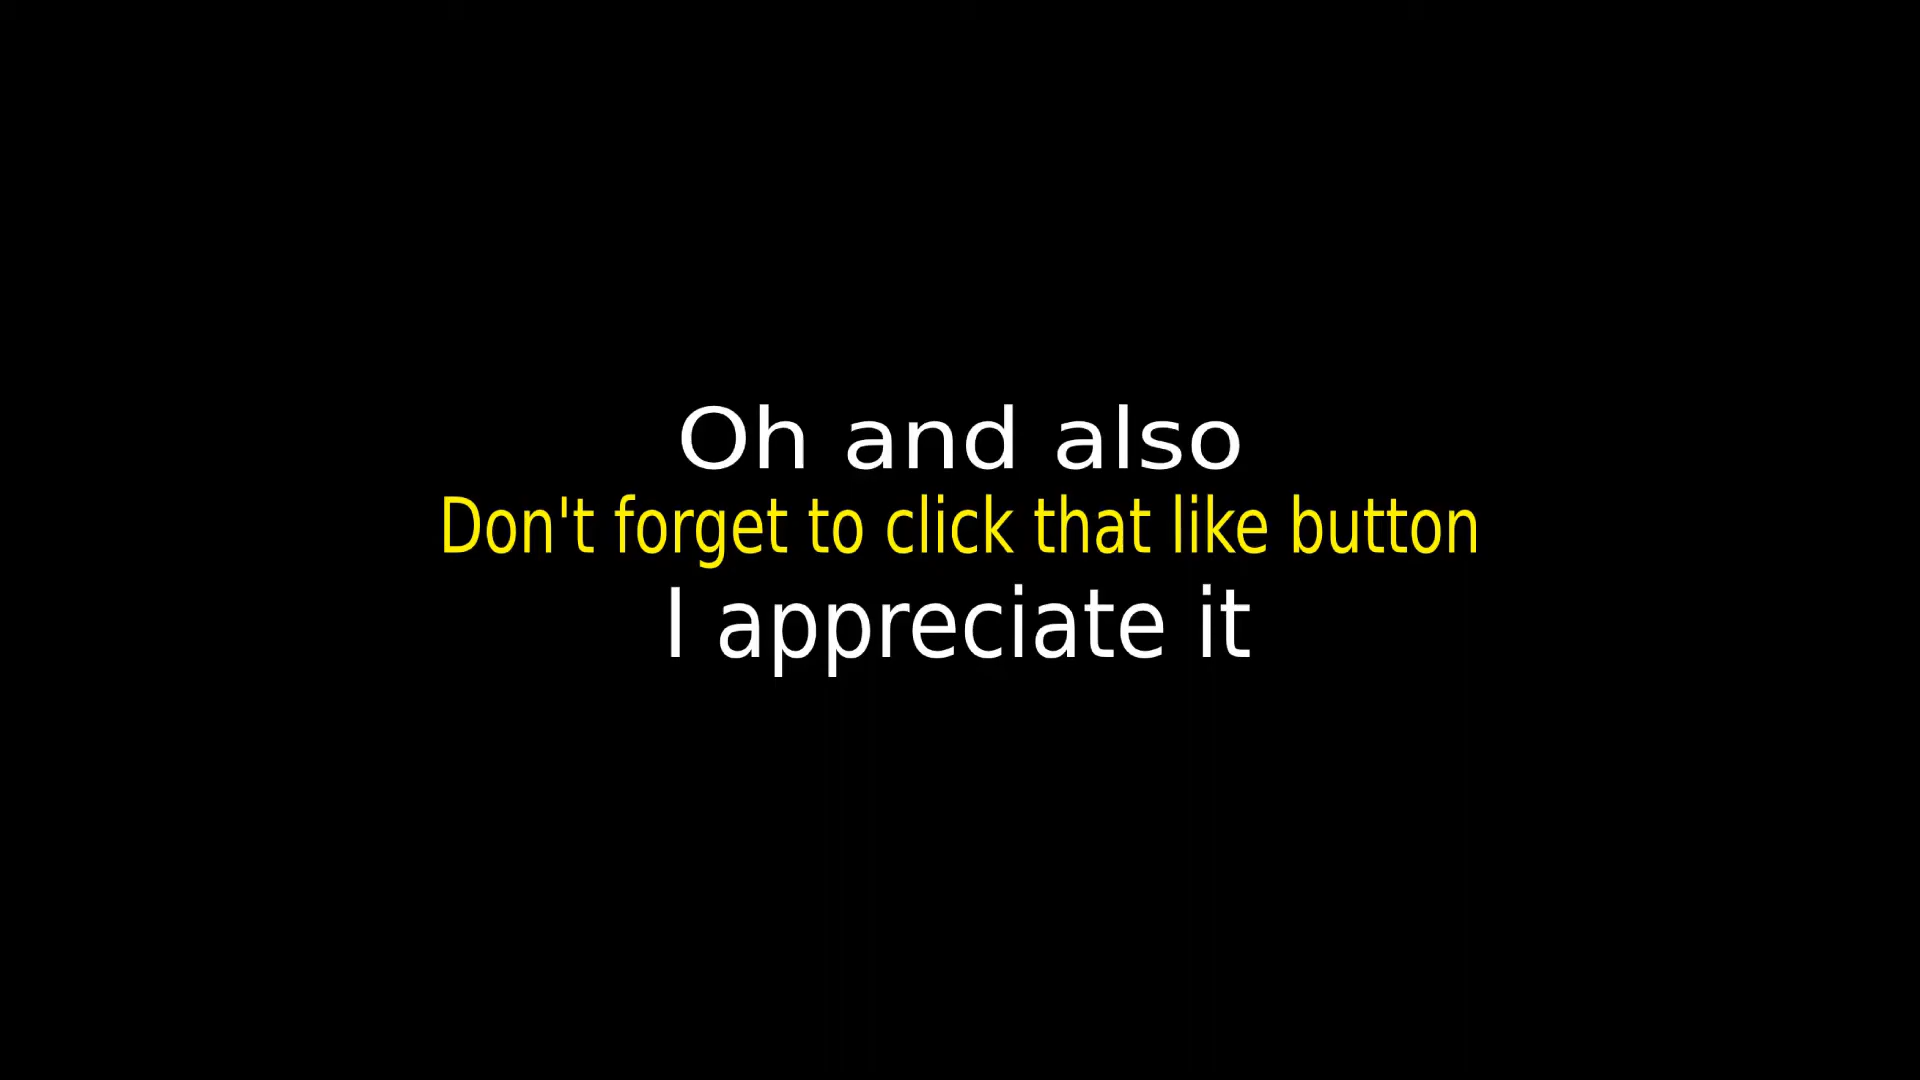 Oh and also
Don't forget to click that like button
I appreciate it